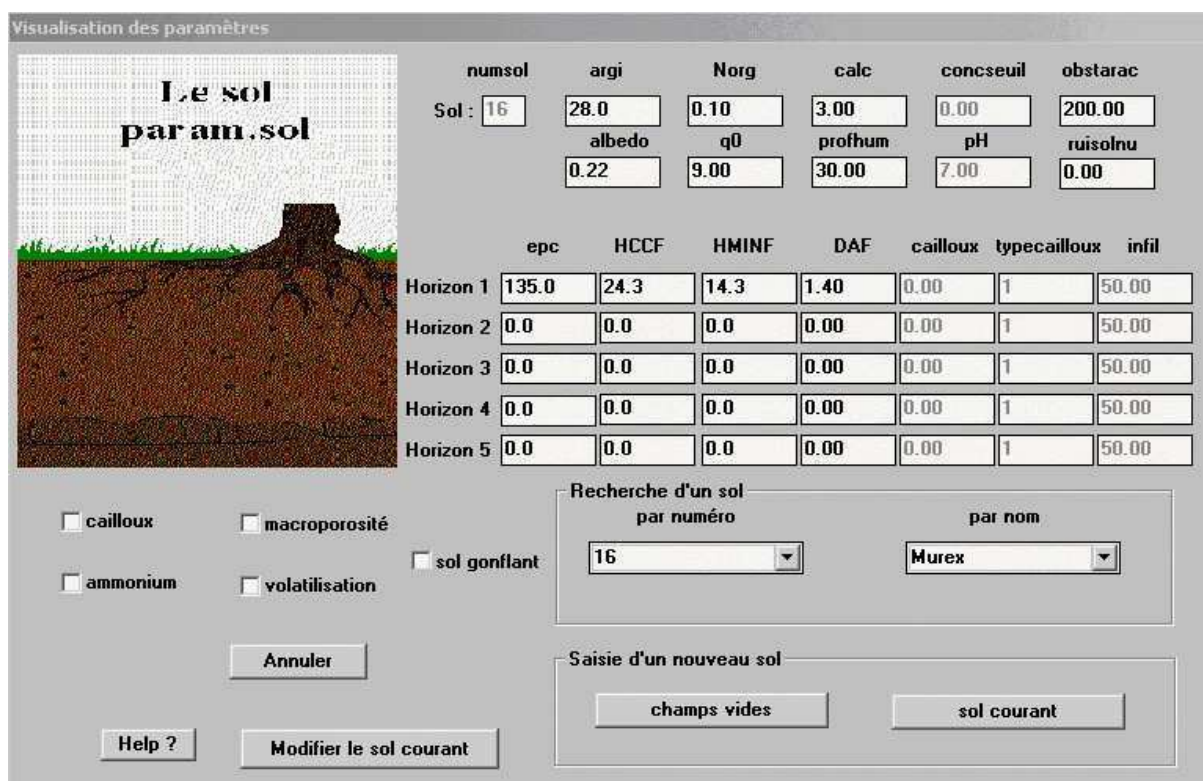 Visualisation des paramètres
Le sol
param.sol
numsol argi Norg calc concseuil obstarac
Sol : 16 28.0 0.10 3.00 0.00 200.00
albedo q0 profhum pH ruisolnu
0.22 9.00 30.00 7.00 0.00
epc HCCF HMINF DAF cailloux typecailloux infil
Horizon 1 135.0 24.3 14.3 1.40 0.00 1 50.00
Horizon 2 0.0 0.0 0.0 0.00 0.00 1 50.00
Horizon 3 0.0 0.0 0.0 0.00 0.00 1 50.00
Horizon 4 0.0 0.0 0.0 0.00 0.00 1 50.00
Horizon 5 0.0 0.0 0.0 0.00 0.00 1 50.00
cailloux macroporosité
sol gonflant
ammonium volatilisation
Recherche d'un sol
par numéro par nom
16 Murex
Annuler
Saisie d'un nouveau sol
champs vides sol courant
Help ? Modifier le sol courant